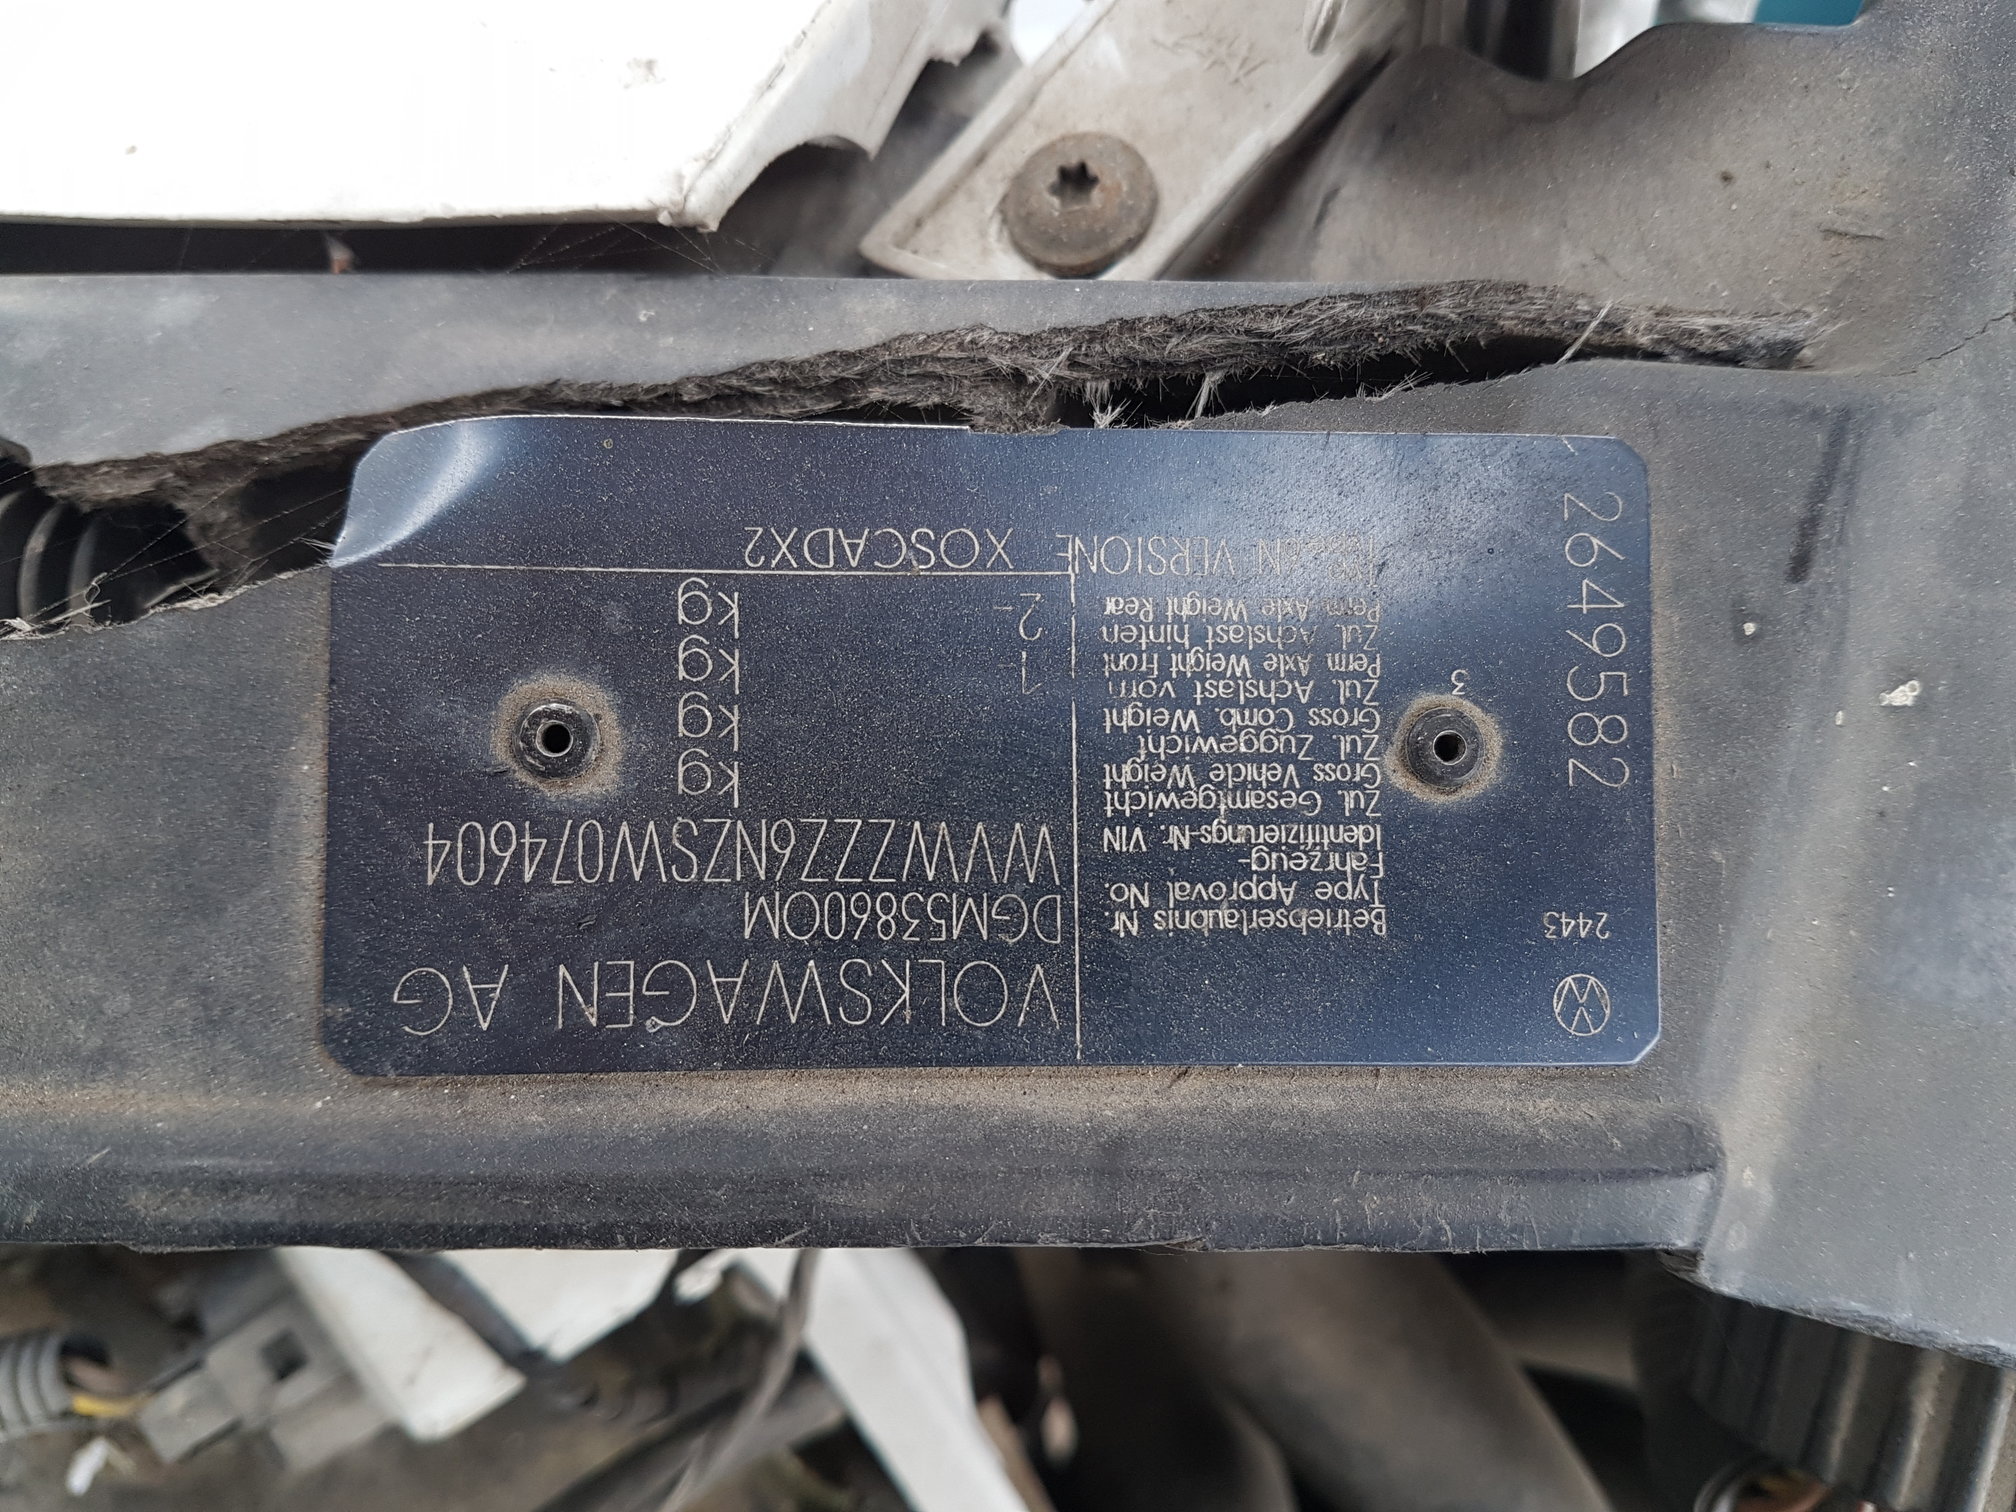 VOLKSWAGEN AG
2443
Betriebserlaubnis Nr.
Type Approval No.
DGM53860OM
Fahrzeug-
Identifizierungs-Nr. VIN
WVWZZZ6NZSW074604
Zul. Gesamtgewicht
Gross Vehicle Weight
kg
Zul. Zuggewicht
Gross Comb. Weight
kg
Zul. Achslast vorn
Perm. Axle Weight Front
1-
kg
Zul. Achslast hinten
Perm. Axle Weight Rear
2-
kg
VERSIONE
XOSCADX2
3
2649582